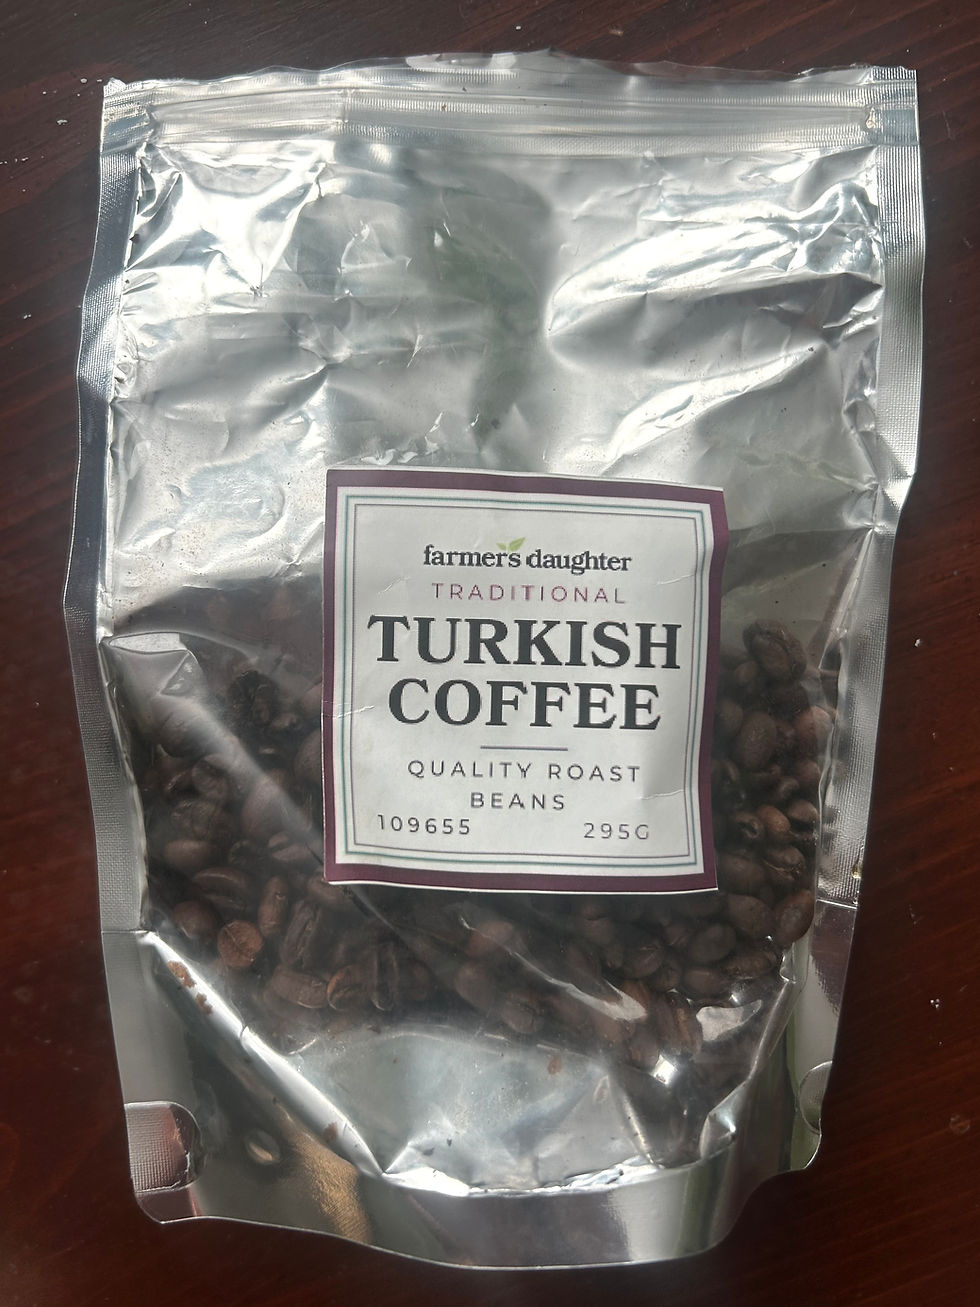 farmer's daughter
TRADITIONAL
TURKISH
COFFEE
QUALITY ROAST
BEANS
109655 295G